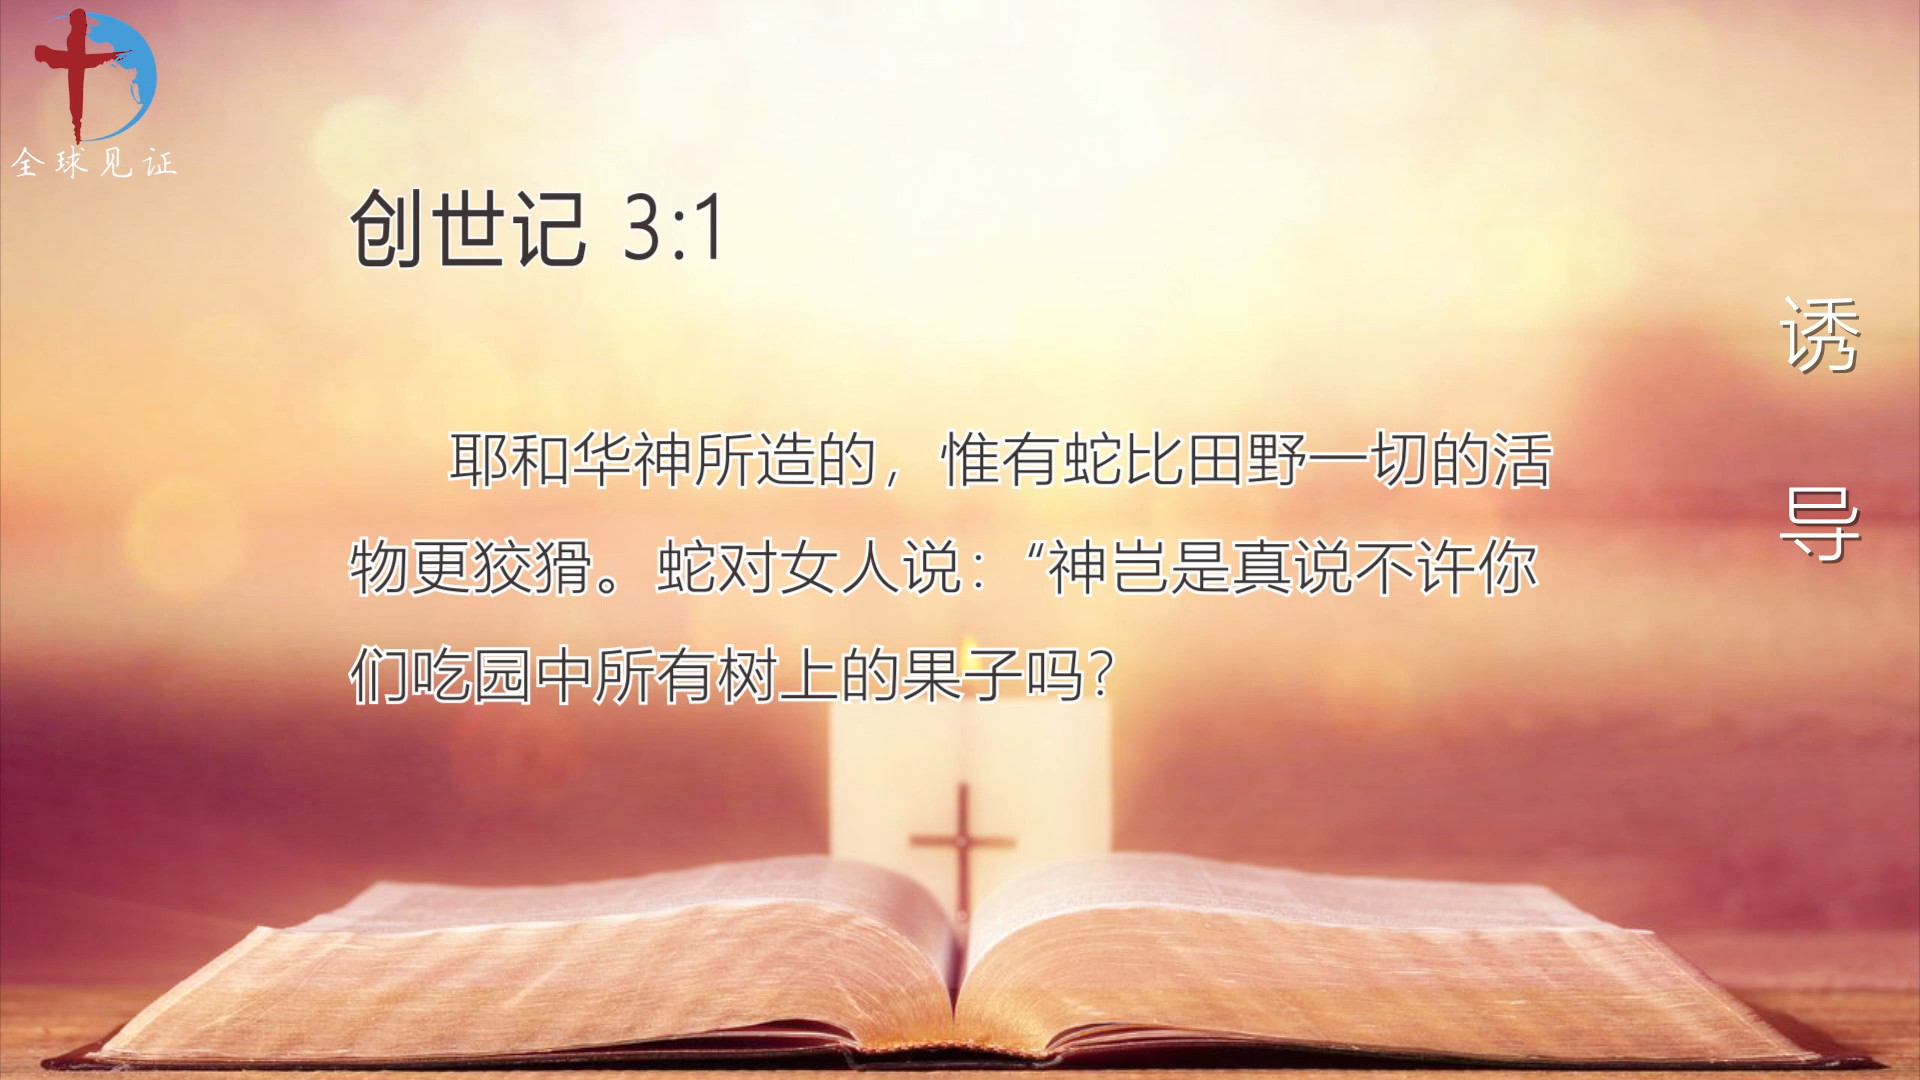 全球见证
创世记 3:1
耶和华神所造的，惟有蛇比田野一切的活
物更狡猾。蛇对女人说：“神岂是真说不许你
们吃园中所有树上的果子吗？
诱导